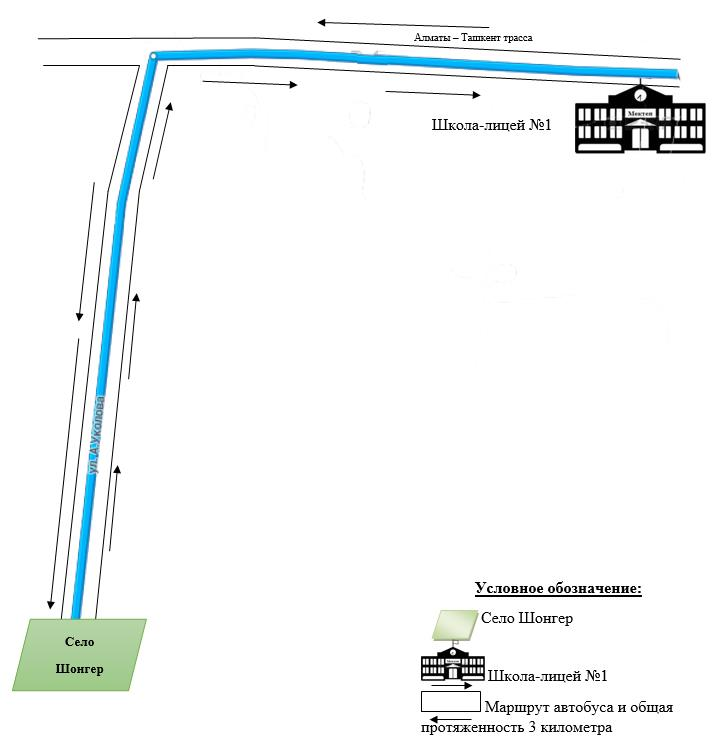 Алматы – Ташкент трасса
Школа-лицей №1
Мектеп
ул. А.Уколова
Село
Шонгер
Условное обозначение:
Село Шонгер
Мектеп
Школа-лицей №1
Маршрут автобуса и общая
протяженность 3 километра